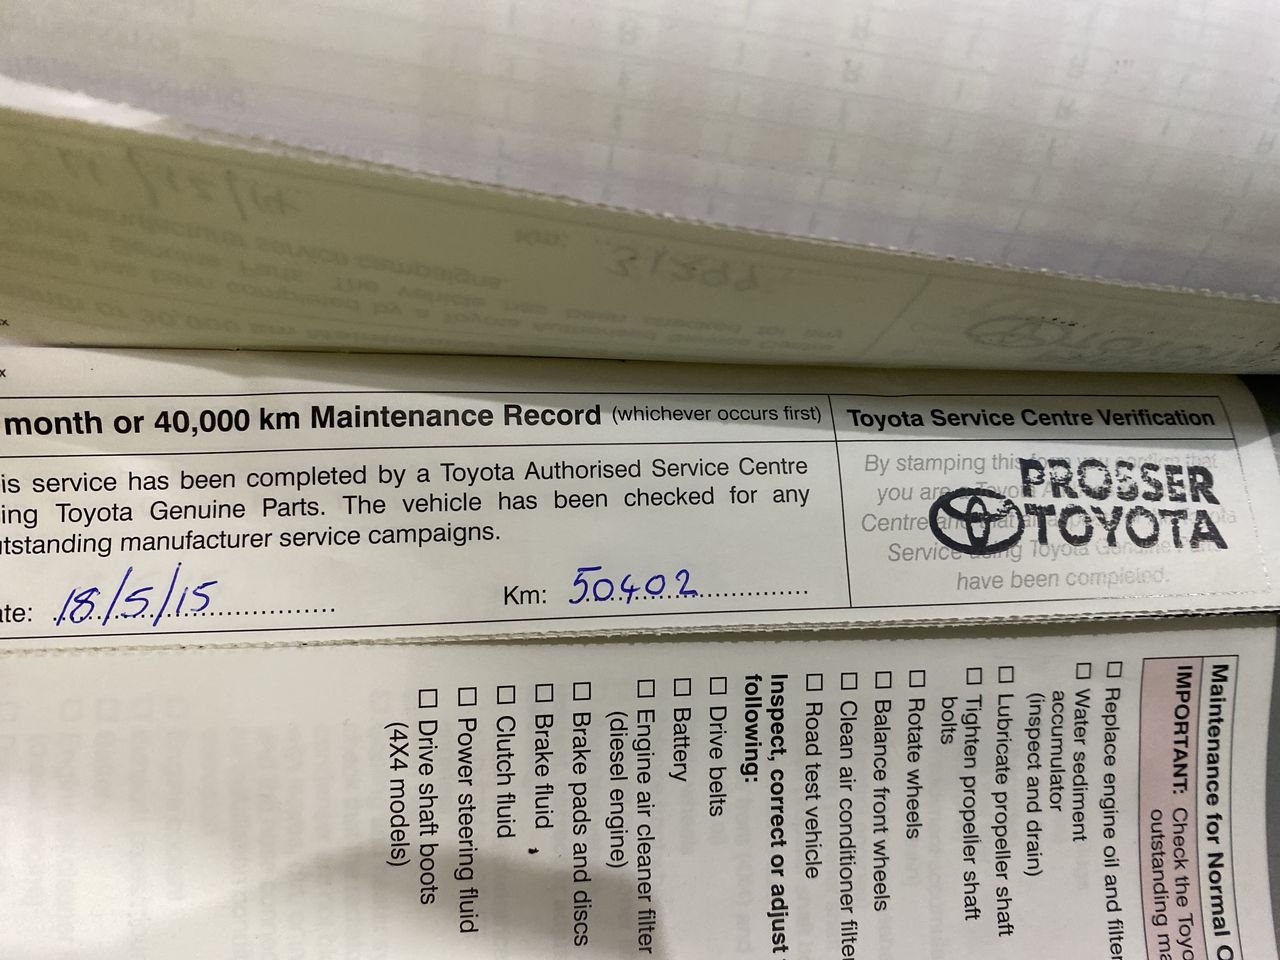 x
x
month or 40,000 km Maintenance Record (whichever occurs first)
is service has been completed by a Toyota Authorised Service Centre
ing Toyota Genuine Parts. The vehicle has been checked for any
tstanding manufacturer service campaigns.
te: 18/5/15
Km: 50402
Toyota Service Centre Verification
By stamping this
you are
Centre
Service using Toyota Genuine
have been completed.
PROSSER
TOYOTA
Maintenance for Normal
IMPORTANT: Check the Toyo
outstanding ma
☐ Replace engine oil and filter
☐ Water sediment
accumulator
(inspect and drain)
☐ Lubricate propeller shaft
☐ Tighten propeller shaft
bolts
☐ Rotate wheels
☐ Balance front wheels
☐ Clean air conditioner filter
☐ Road test vehicle
Inspect, correct or adjust
following:
☐ Drive belts
☐ Battery
☐ Engine air cleaner filter
(diesel engine)
☐ Brake pads and discs
☐ Brake fluid
☐ Clutch fluid
☐ Power steering fluid
☐ Drive shaft boots
(4X4 models)